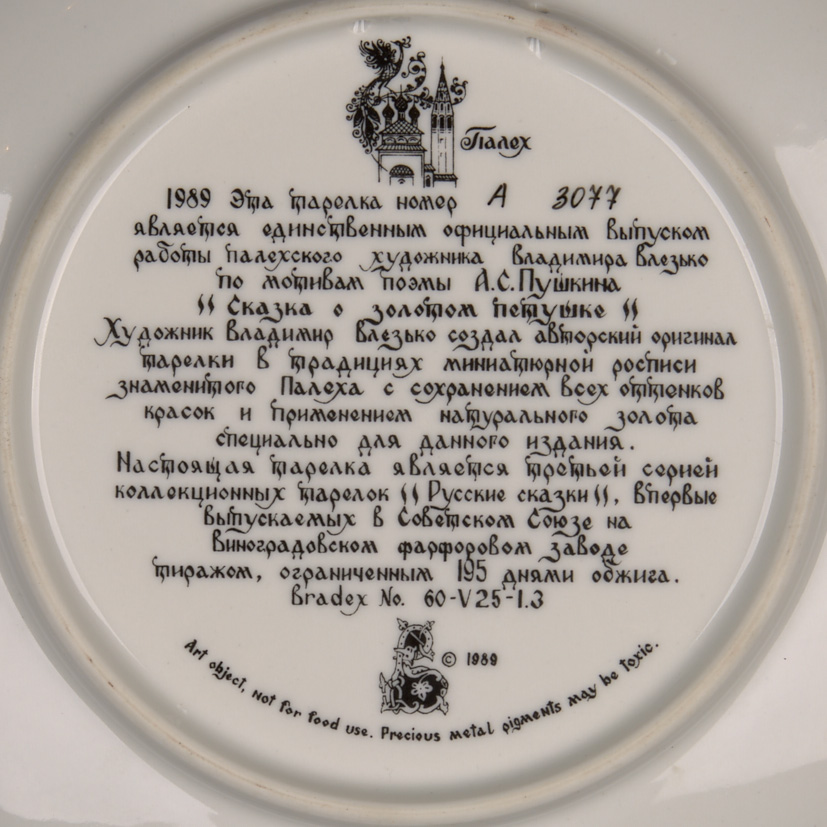 Палех
1989 Эта тарелка номер А 3077
является единственным официальным выпуском
работы палехского художника Владимира Влезько
по мотивам поэмы А.С.Пушкина
"Сказка о золотом петушке"
Художник Владимир Влезько создал авторский оригинал
тарелки в традициях миниатюрной росписи
знаменитого Палеха с сохранением всех оттенков
красок и применением натурального золота
специально для данного издания.
Настоящая тарелка является третьей серией
коллекционных тарелок "Русские сказки", впервые
выпускаемых в Советском Союзе на
Виноградовском фарфоровом заводе
тиражом, ограниченным 195 днями обжига.
Bradex No. 60-V25-1.3
© 1989
Art object, not for food use. Precious metal pigments may be toxic.